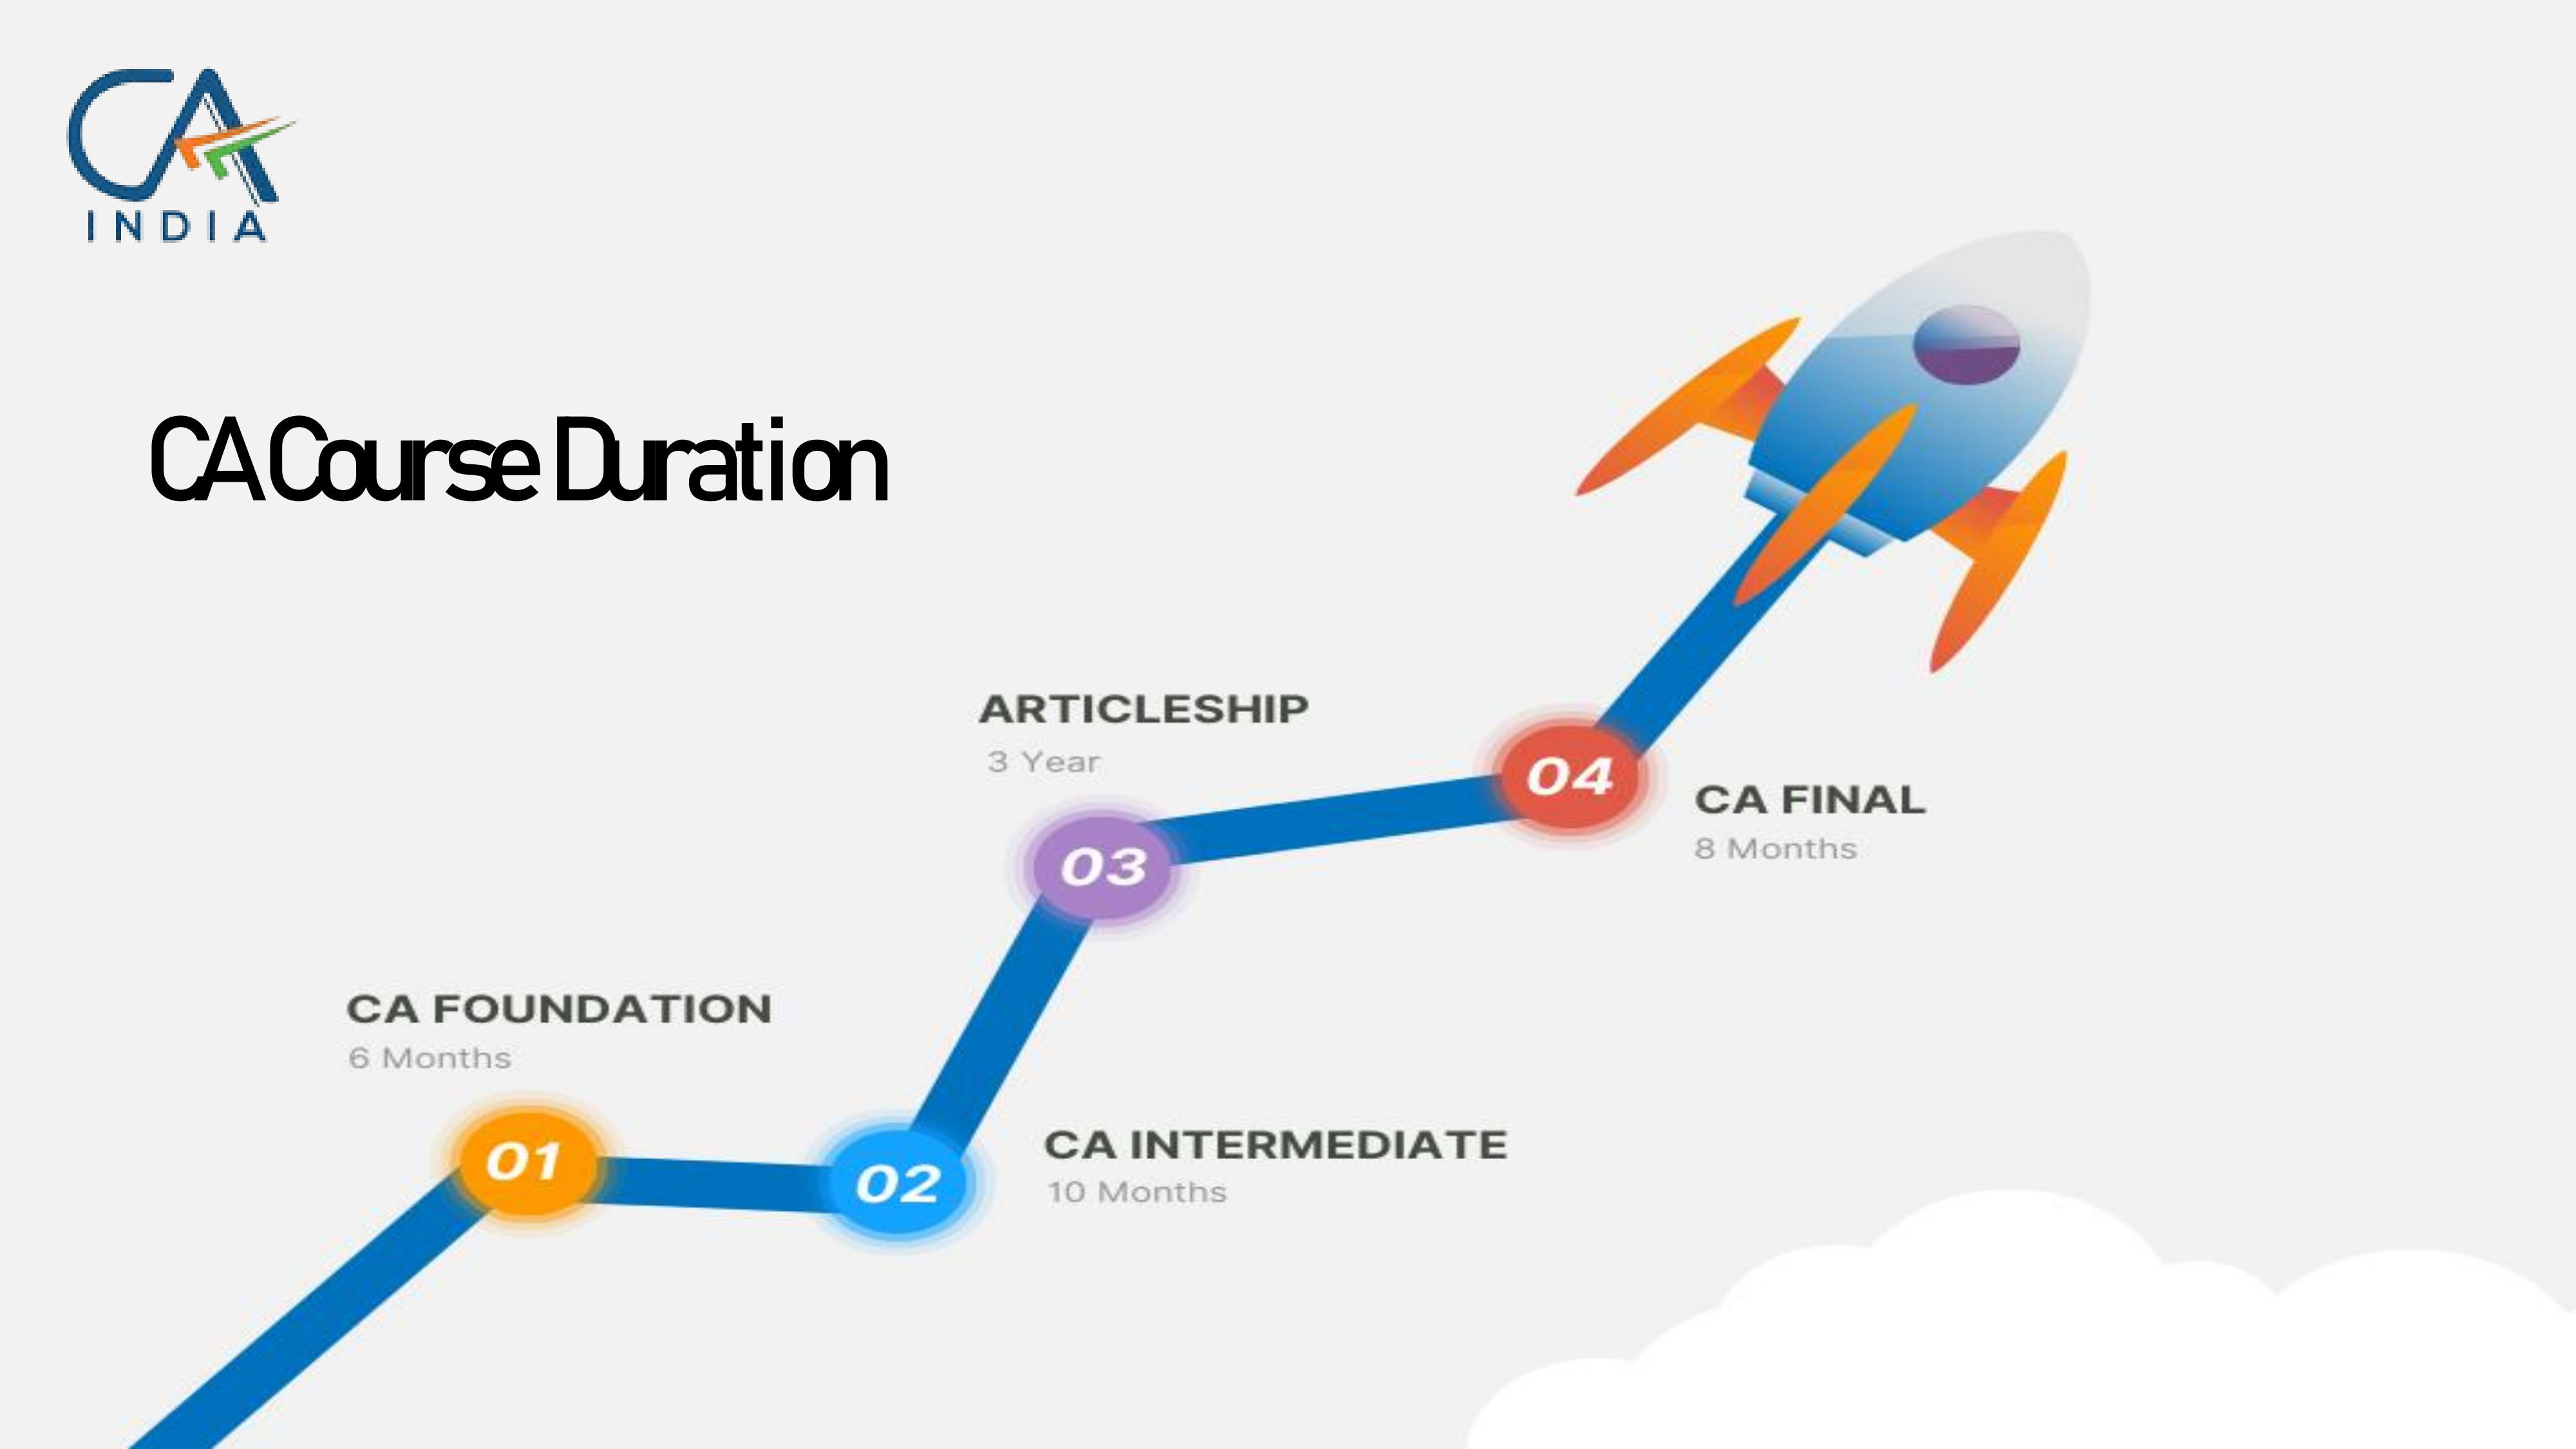 CA
INDIA
CA Course Duration
ARTICLESHIP
3 Year
04
CA FINAL
8 Months
03
CA FOUNDATION
6 Months
01
02
CA INTERMEDIATE
10 Months